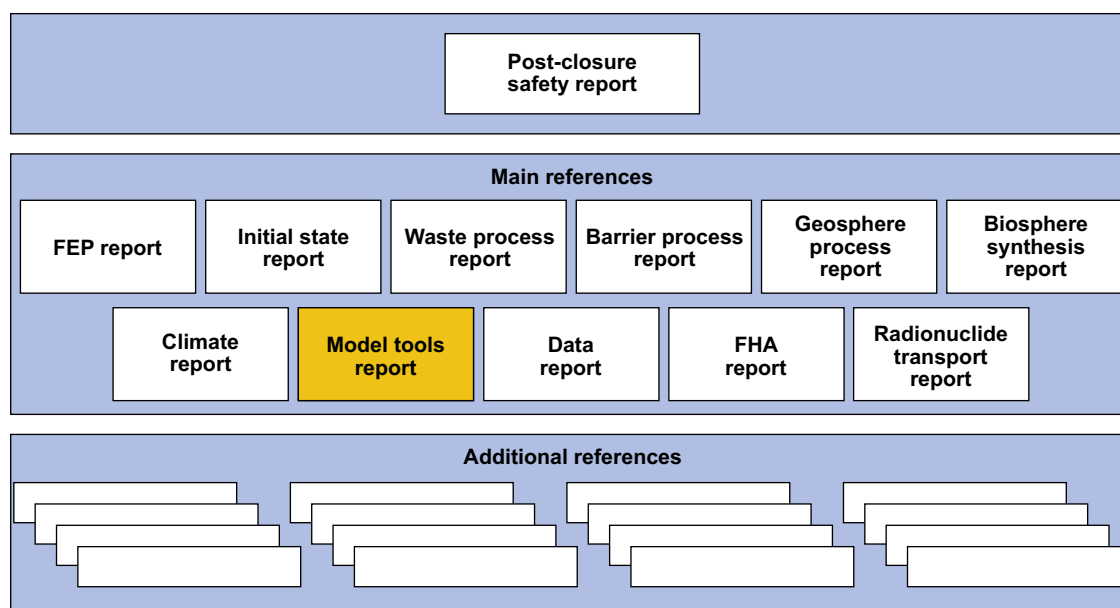 Post-closure
safety report
Main references
FEP report
Initial state
report
Waste process
report
Barrier process
report
Geosphere
process
report
Biosphere
synthesis
report
Climate
report
Model tools
report
Data
report
FHA
report
Radionuclide
transport
report
Additional references